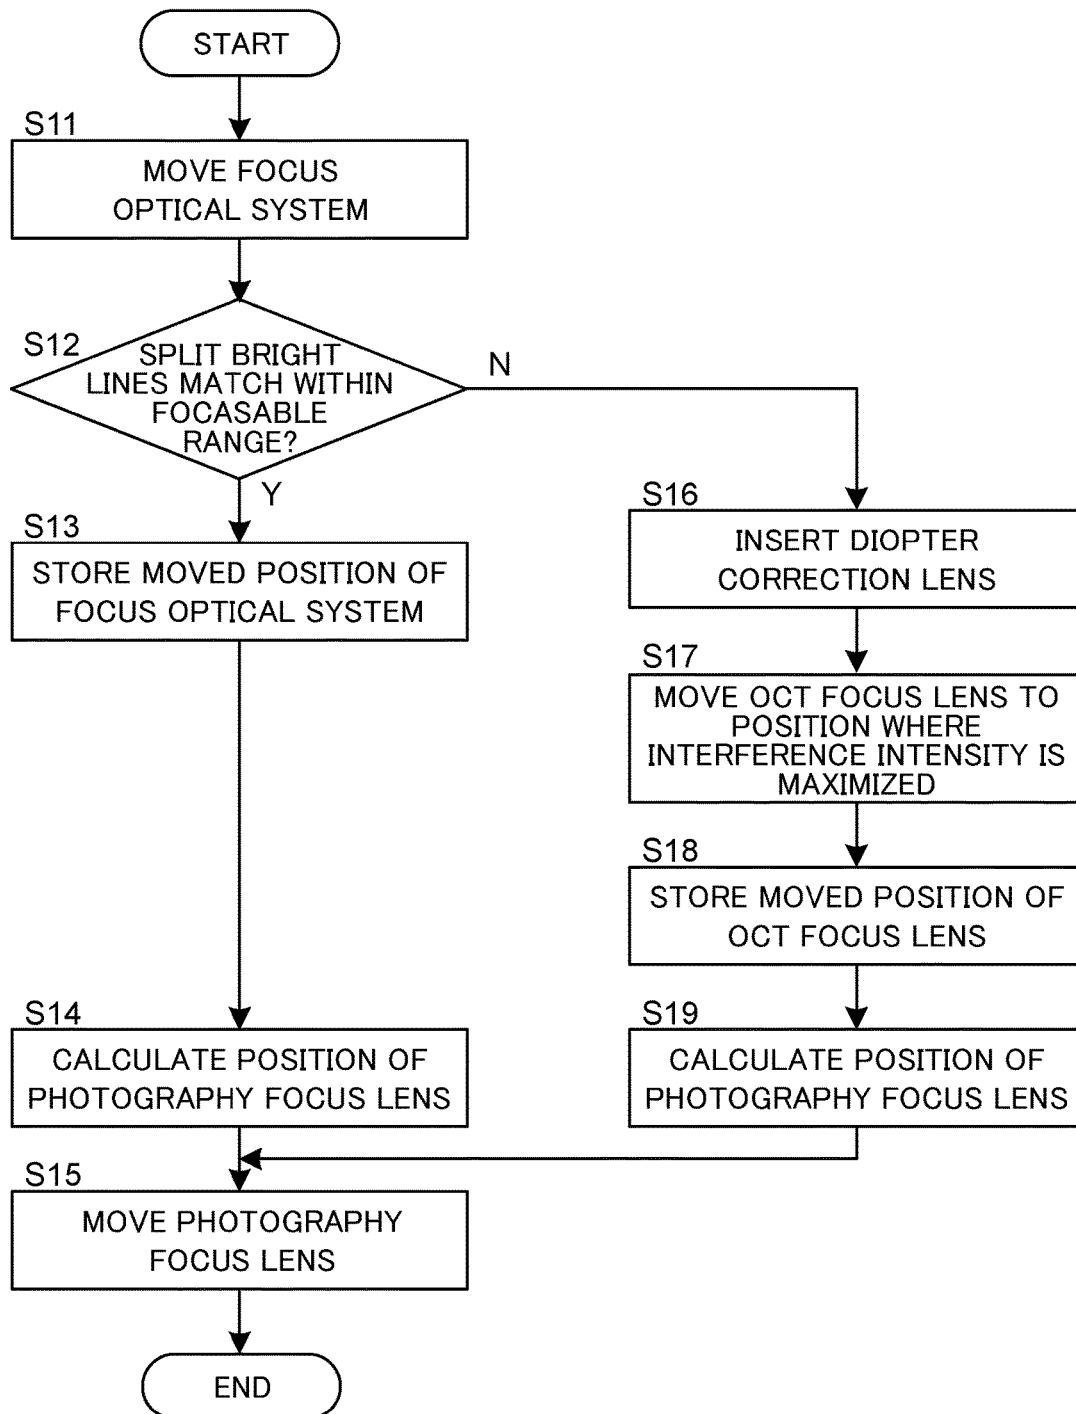 START
S11
MOVE FOCUS
OPTICAL SYSTEM
S12
SPLIT BRIGHT
LINES MATCH WITHIN
FOCASABLE
RANGE?
N
Y
S13
STORE MOVED POSITION OF
FOCUS OPTICAL SYSTEM
S14
CALCULATE POSITION OF
PHOTOGRAPHY FOCUS LENS
S15
MOVE PHOTOGRAPHY
FOCUS LENS
END
S16
INSERT DIOPTER
CORRECTION LENS
S17
MOVE OCT FOCUS LENS TO
POSITION WHERE
INTERFERENCE INTENSITY IS
MAXIMIZED
S18
STORE MOVED POSITION OF
OCT FOCUS LENS
S19
CALCULATE POSITION OF
PHOTOGRAPHY FOCUS LENS